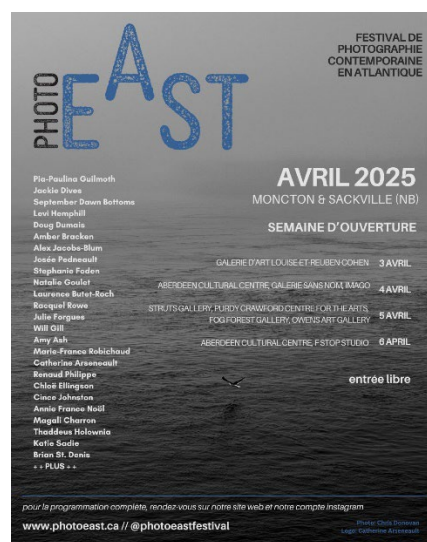 PHOTO
EAST
FESTIVAL DE
PHOTOGRAPHIE
CONTEMPORAINE
EN ATLANTIQUE
Pia-Paulina Guilmoth
Jackie Dives
September Dawn Bottoms
Levi Hemphill
Doug Dumais
Amber Bracken
Alex Jacobs-Blum
Josée Pedneault
Stephanie Foden
Natalie Goulet
Laurence Butet-Roch
Racquel Rowe
Julie Forgues
Will Gill
Amy Ash
Marie-France Robichaud
Catherine Arseneault
Renaud Philippe
Chloë Ellingson
Cince Johnston
Annie France Noël
Magali Charron
Thaddeus Holownia
Katie Sadie
Brian St. Denis
+ + PLUS + +
AVRIL 2025
MONCTON & SACKVILLE (NB)
SEMAINE D'OUVERTURE
GALERIE D'ART LOUISE-ET-REUBEN-COHEN 3 AVRIL
ABERDEEN CULTURAL CENTRE, GALERIE SANS NOM, IMAGO 4 AVRIL
STRUTS GALLERY, PURDY CRAWFORD CENTRE FOR THE ARTS,
FOG FOREST GALLERY, OWENS ART GALLERY 5 AVRIL
ABERDEEN CULTURAL CENTRE, F STOP STUDIO 6 APRIL
entrée libre
pour la programmation complète, rendez-vous sur notre site web et notre compte instagram
www.photoeast.ca // @photoeastfestival
Photo: Chris Donovan
Logo: Catherine Arseneault